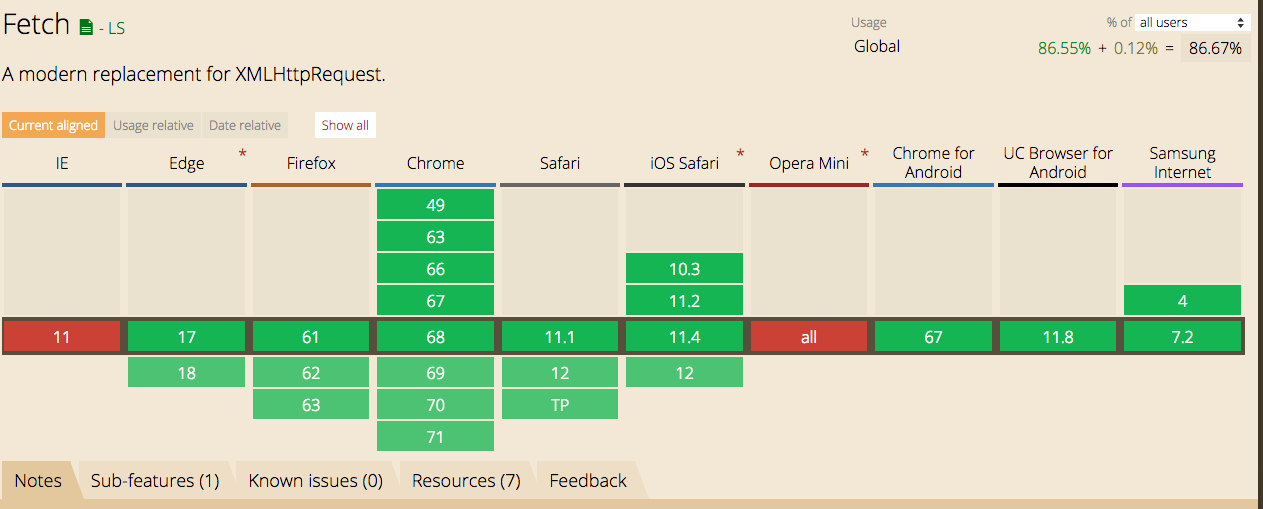 Fetch - LS
Usage % of all users
Global 86.55% + 0.12% = 86.67%
A modern replacement for XMLHttpRequest.
Current aligned Usage relative Date relative Show all
IE Edge * Firefox Chrome Safari iOS Safari * Opera Mini * Chrome for Android UC Browser for Android Samsung Internet
49
63
66 10.3
67 11.2 4
11 17 61 68 11.1 11.4 all 67 11.8 7.2
18 62 69 12 12
63 70 TP
71
Notes Sub-features (1) Known issues (0) Resources (7) Feedback